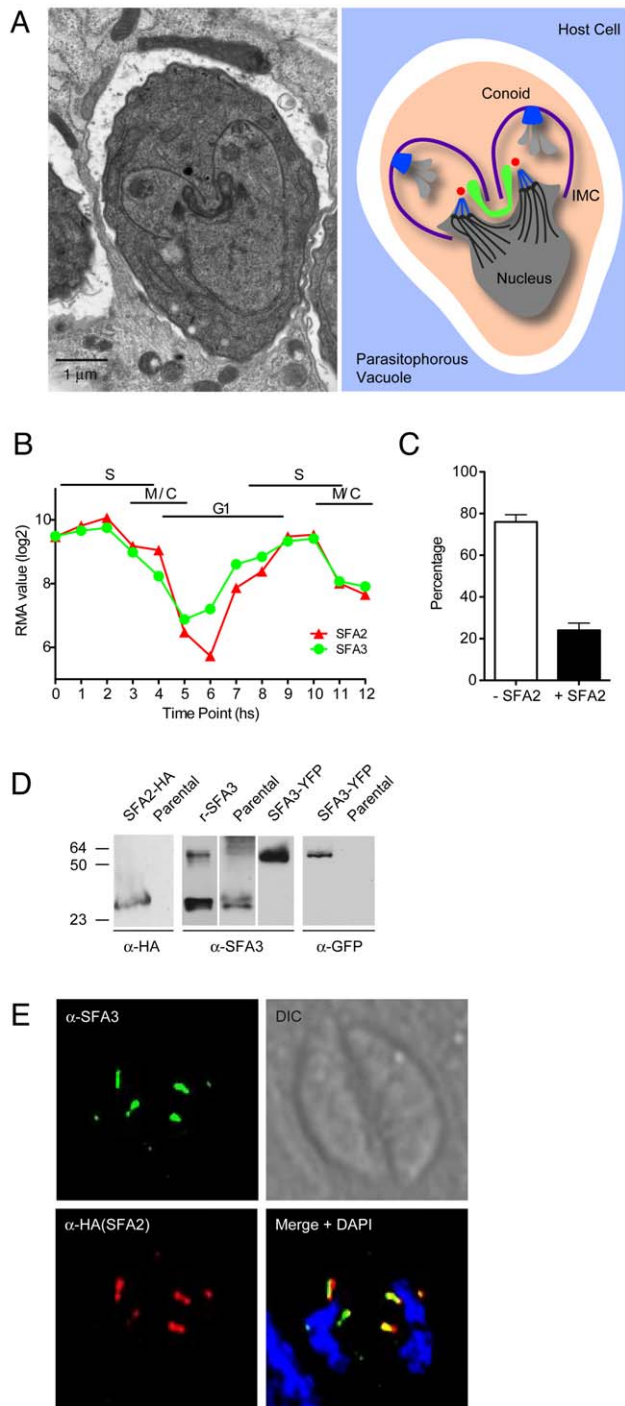 A
1 μm
Host Cell
Conoid
IMC
Nucleus
Parasitophorous
Vacuole
B
S
S
M / C
M/C
G1
RMA value (log2)
10
8
6
SFA2
SFA3
0 1 2 3 4 5 6 7 8 9 10 11 12
Time Point (hs)
C
Percentage
100
80
60
40
20
0
- SFA2 + SFA2
D
SFA2-HA
Parental
r-SFA3
Parental
SFA3-YFP
SFA3-YFP
Parental
64
50
23
α-HA
α-SFA3
α-GFP
E
α-SFA3
DIC
α-HA(SFA2)
Merge + DAPI